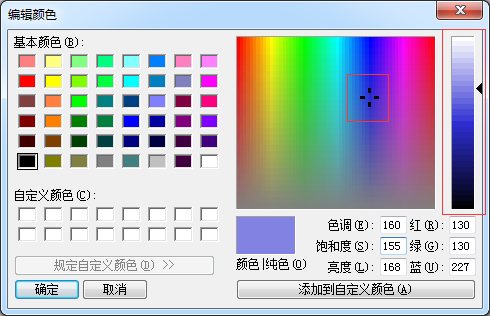 编辑颜色
基本颜色(B):
自定义颜色(C):
规定自定义颜色(D) >>
确定 取消
颜色|纯色(O)
色调(E): 160 红(R): 130
饱和度(S): 155 绿(G): 130
亮度(L): 168 蓝(U): 227
添加到自定义颜色(A)